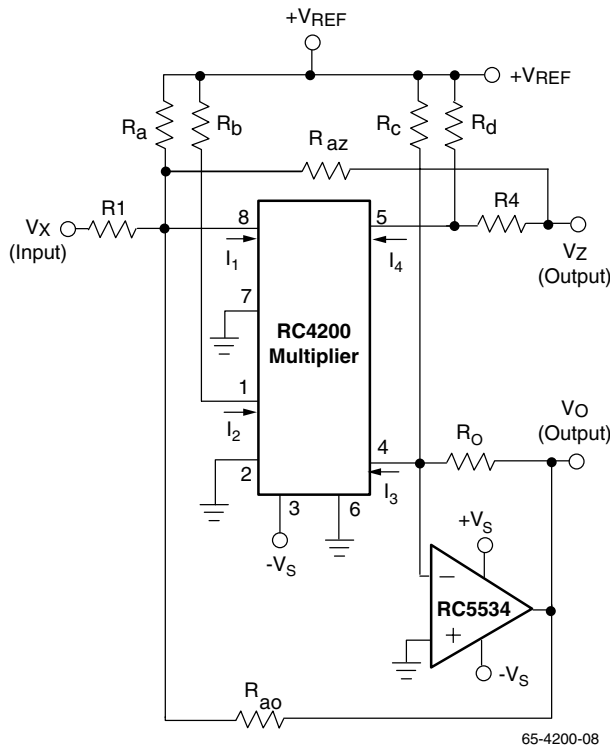 +VREF
+VREF
Ra
Rb
Rc
Rd
Raz
R1
R4
VX
(Input)
8
5
I1
I4
VZ
(Output)
7
RC4200
Multiplier
1
I2
VO
(Output)
RO
4
2
I3
3
6
-VS
+VS
−
RC5534
+
-VS
Rao
65-4200-08